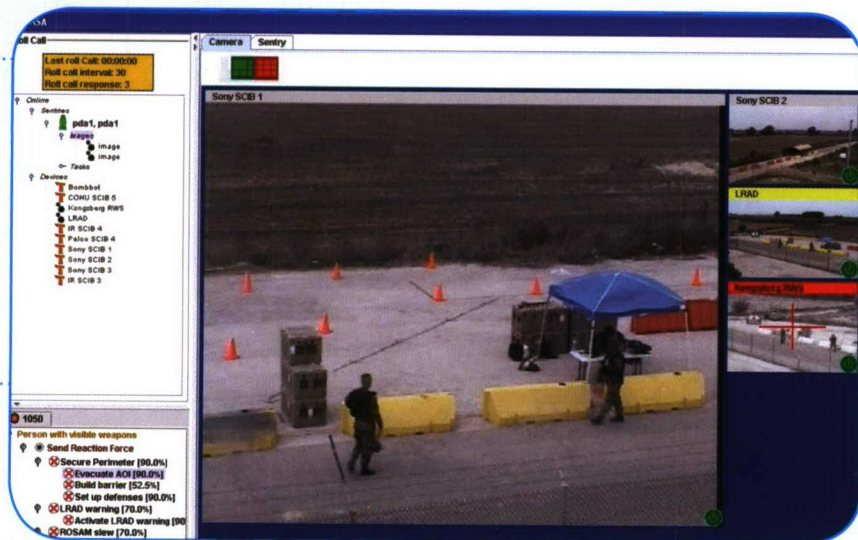 Roll Call
Last roll Call: 00:00:00
Roll call interval: 30
Roll call response: 3
Online
Sentries
pda1, pda1
Images
image
image
Tasks
Devices
Bombbot
COHU SCIB 5
Kongsberg RWS
LRAD
IR SCIB 4
Pelco SCIB 4
Sony SCIB 1
Sony SCIB 2
Sony SCIB 3
IR SCIB 3
1050
Person with visible weapons
Send Reaction Force
Secure Perimeter [90.0%]
Evacuate AOI [90.0%]
Build barrier [52.5%]
Set up defenses [90.0%]
LRAD warning [70.0%]
Activate LRAD warning [90
ROSAM slew [70.0%]
Camera Sentry
Sony SCIB 1
Sony SCIB 2
LRAD
Kongsberg RWS